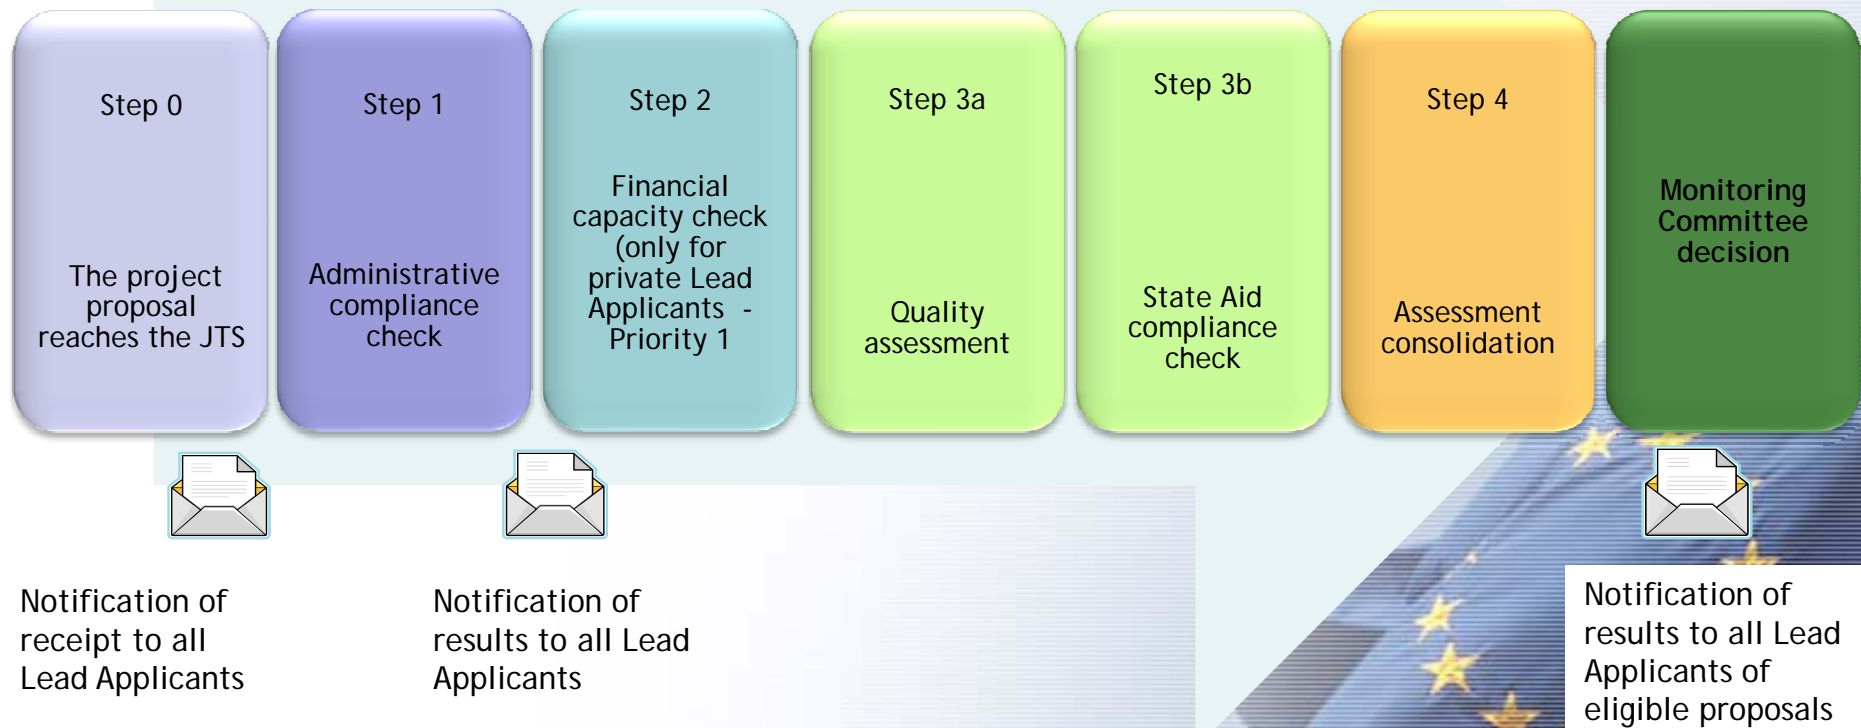 Step 0
The project
proposal
reaches the JTS
Step 1
Administrative
compliance
check
Step 2
Financial
capacity check
(only for
private Lead
Applicants -
Priority 1
Step 3a
Quality
assessment
Step 3b
State Aid
compliance
check
Step 4
Assessment
consolidation
Monitoring
Committee
decision
Notification of
receipt to all
Lead Applicants
Notification of
results to all Lead
Applicants
Notification of
results to all Lead
Applicants of
eligible proposals